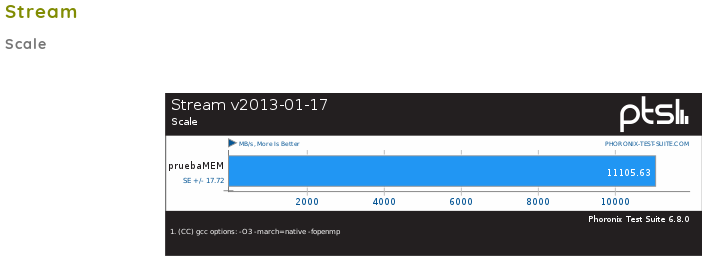 Stream
Scale
Stream v2013-01-17
Scale
ptsl
MB/s, More Is Better
PHORONIX-TEST-SUITE.COM
pruebaMEM
SE +/- 17.72
11105.63
2000 4000 6000 8000 10000
Phoronix Test Suite 6.8.0
1. (CC) gcc options: -O3 -march=native -fopenmp